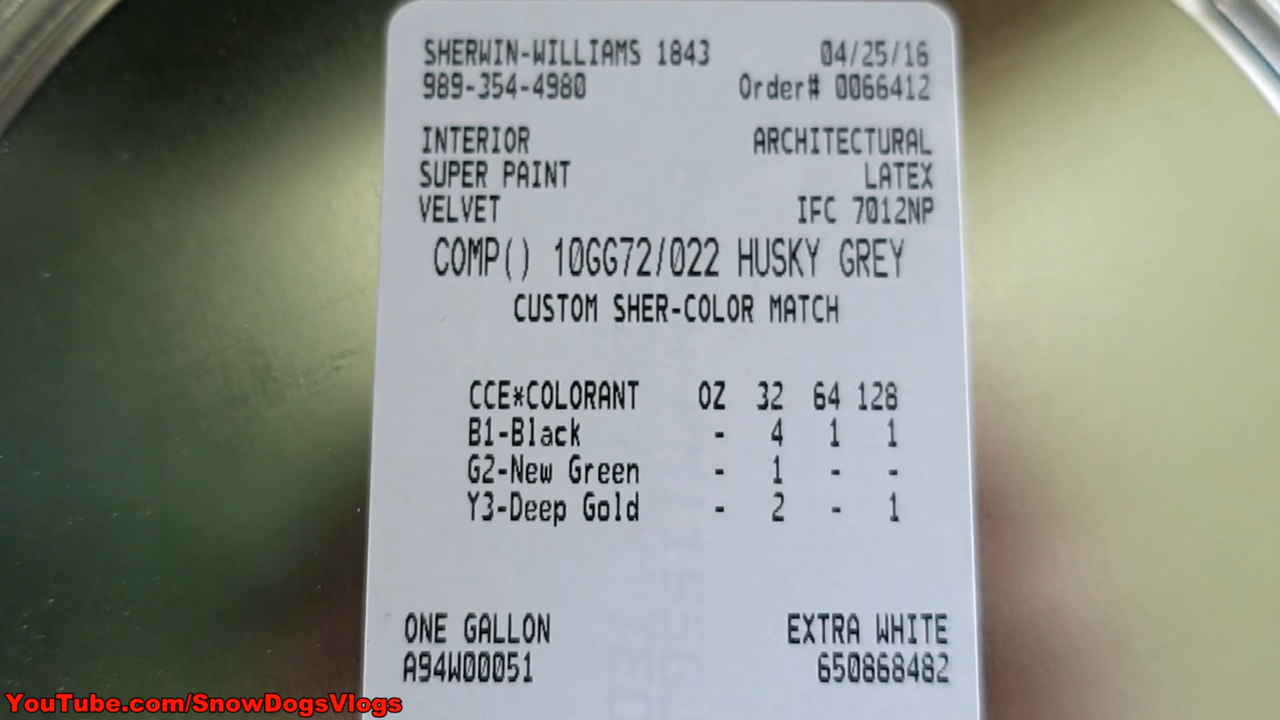 SHERWIN-WILLIAMS 1843 04/25/16
989-354-4980 Order# 0066412
INTERIOR ARCHITECTURAL
SUPER PAINT LATEX
VELVET IFC 7012NP
COMP() 10GG72/022 HUSKY GREY
CUSTOM SHER-COLOR MATCH
CCE*COLORANT OZ 32 64 128
B1-Black - 4 1 1
G2-New Green - 1 - -
Y3-Deep Gold - 2 - 1
ONE GALLON EXTRA WHITE
A94W00051 650868482
YouTube.com/SnowDogsVlogs